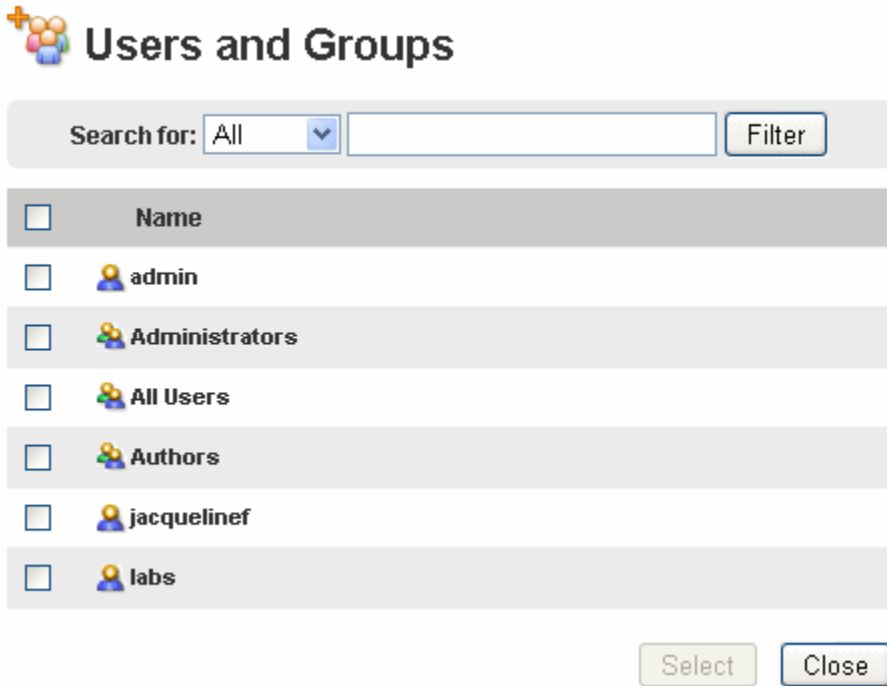 Users and Groups
Search for: All Filter
Name
admin
Administrators
All Users
Authors
jacquelinef
labs
Select Close